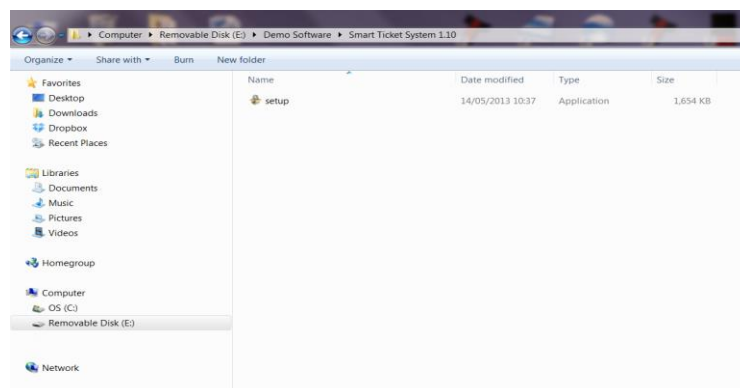 Computer ▸ Removable Disk (E:) ▸ Demo Software ▸ Smart Ticket System 1.10
Organize Share with Burn New folder
Favorites
Desktop
Downloads
Dropbox
Recent Places
Libraries
Documents
Music
Pictures
Videos
Homegroup
Computer
OS (C:)
Removable Disk (E:)
Network
Name Date modified Type Size
setup 14/05/2013 10:37 Application 1,654 KB